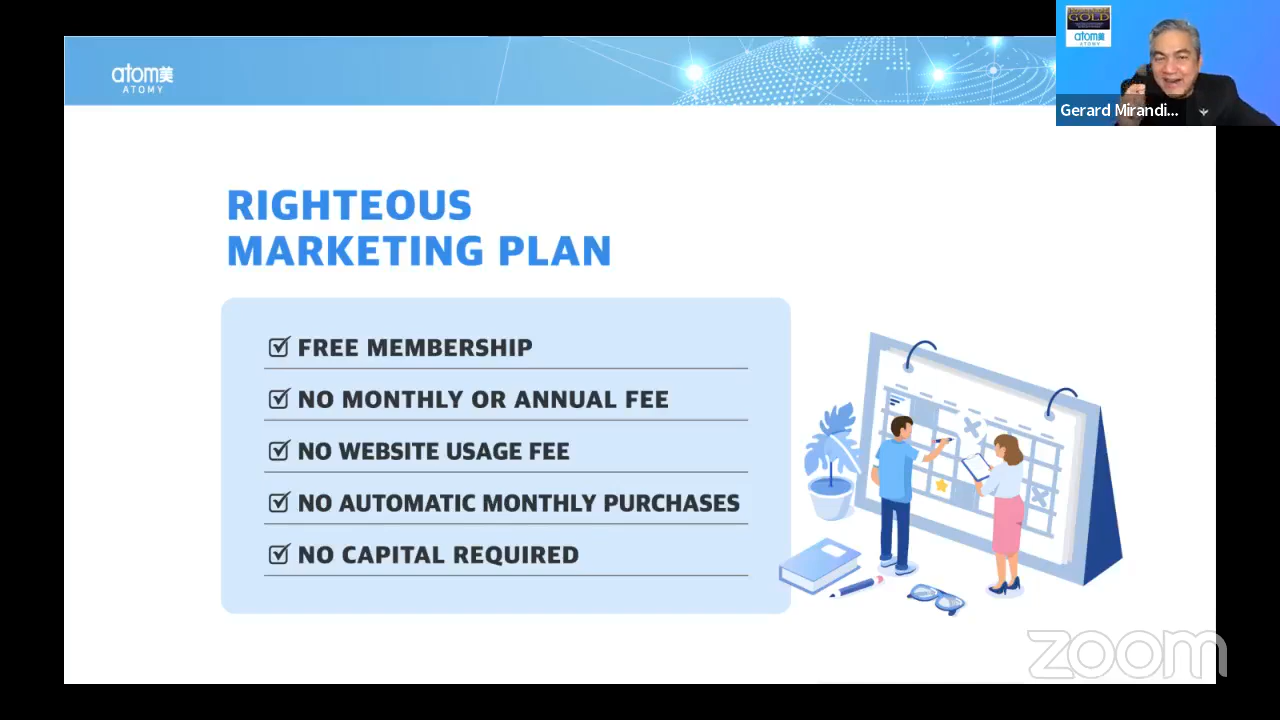 GOLD
atom美
ATOMY
Gerard Mirandi...
atom美
ATOMY
RIGHTEOUS
MARKETING PLAN
FREE MEMBERSHIP
NO MONTHLY OR ANNUAL FEE
NO WEBSITE USAGE FEE
NO AUTOMATIC MONTHLY PURCHASES
NO CAPITAL REQUIRED
zoom